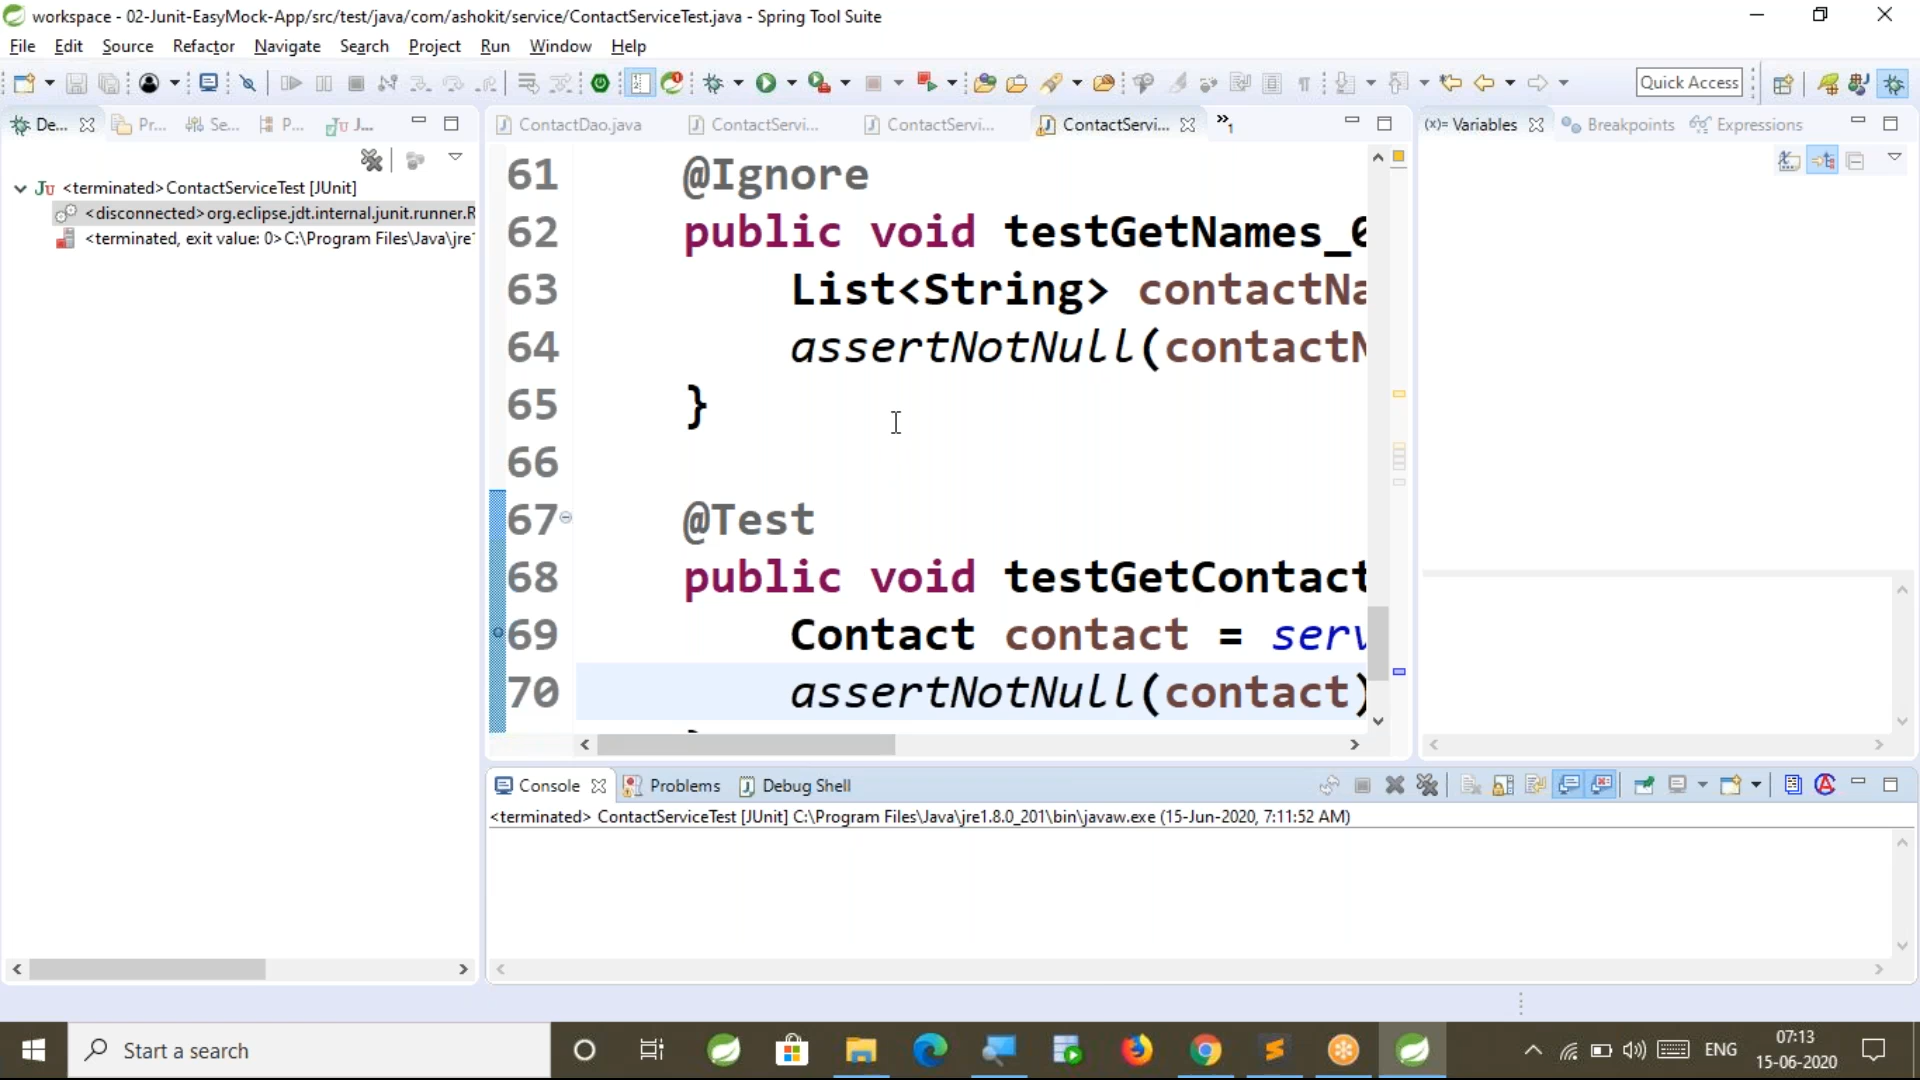 workspace - 02-Junit-EasyMock-App/src/test/java/com/ashokit/service/ContactServiceTest.java - Spring Tool Suite
File Edit Source Refactor Navigate Search Project Run Window Help
Quick Access
De... Pr... Se... P... J...
ContactDao.java ContactServi... ContactServi... ContactServi... »1
(x)= Variables Breakpoints Expressions
<terminated>ContactServiceTest [JUnit]
<disconnected>org.eclipse.jdt.internal.junit.runner.R
<terminated, exit value: 0>C:\Program Files\Java\jre
61 @Ignore
62 public void testGetNames_0
63 List<String> contactNa
64 assertNotNull(contactN
65 }
66
67 @Test
68 public void testGetContact
69 Contact contact = serv
70 assertNotNull(contact)
Console Problems Debug Shell
<terminated> ContactServiceTest [JUnit] C:\Program Files\Java\jre1.8.0_201\bin\javaw.exe (15-Jun-2020, 7:11:52 AM)
Start a search
ENG
07:13
15-06-2020